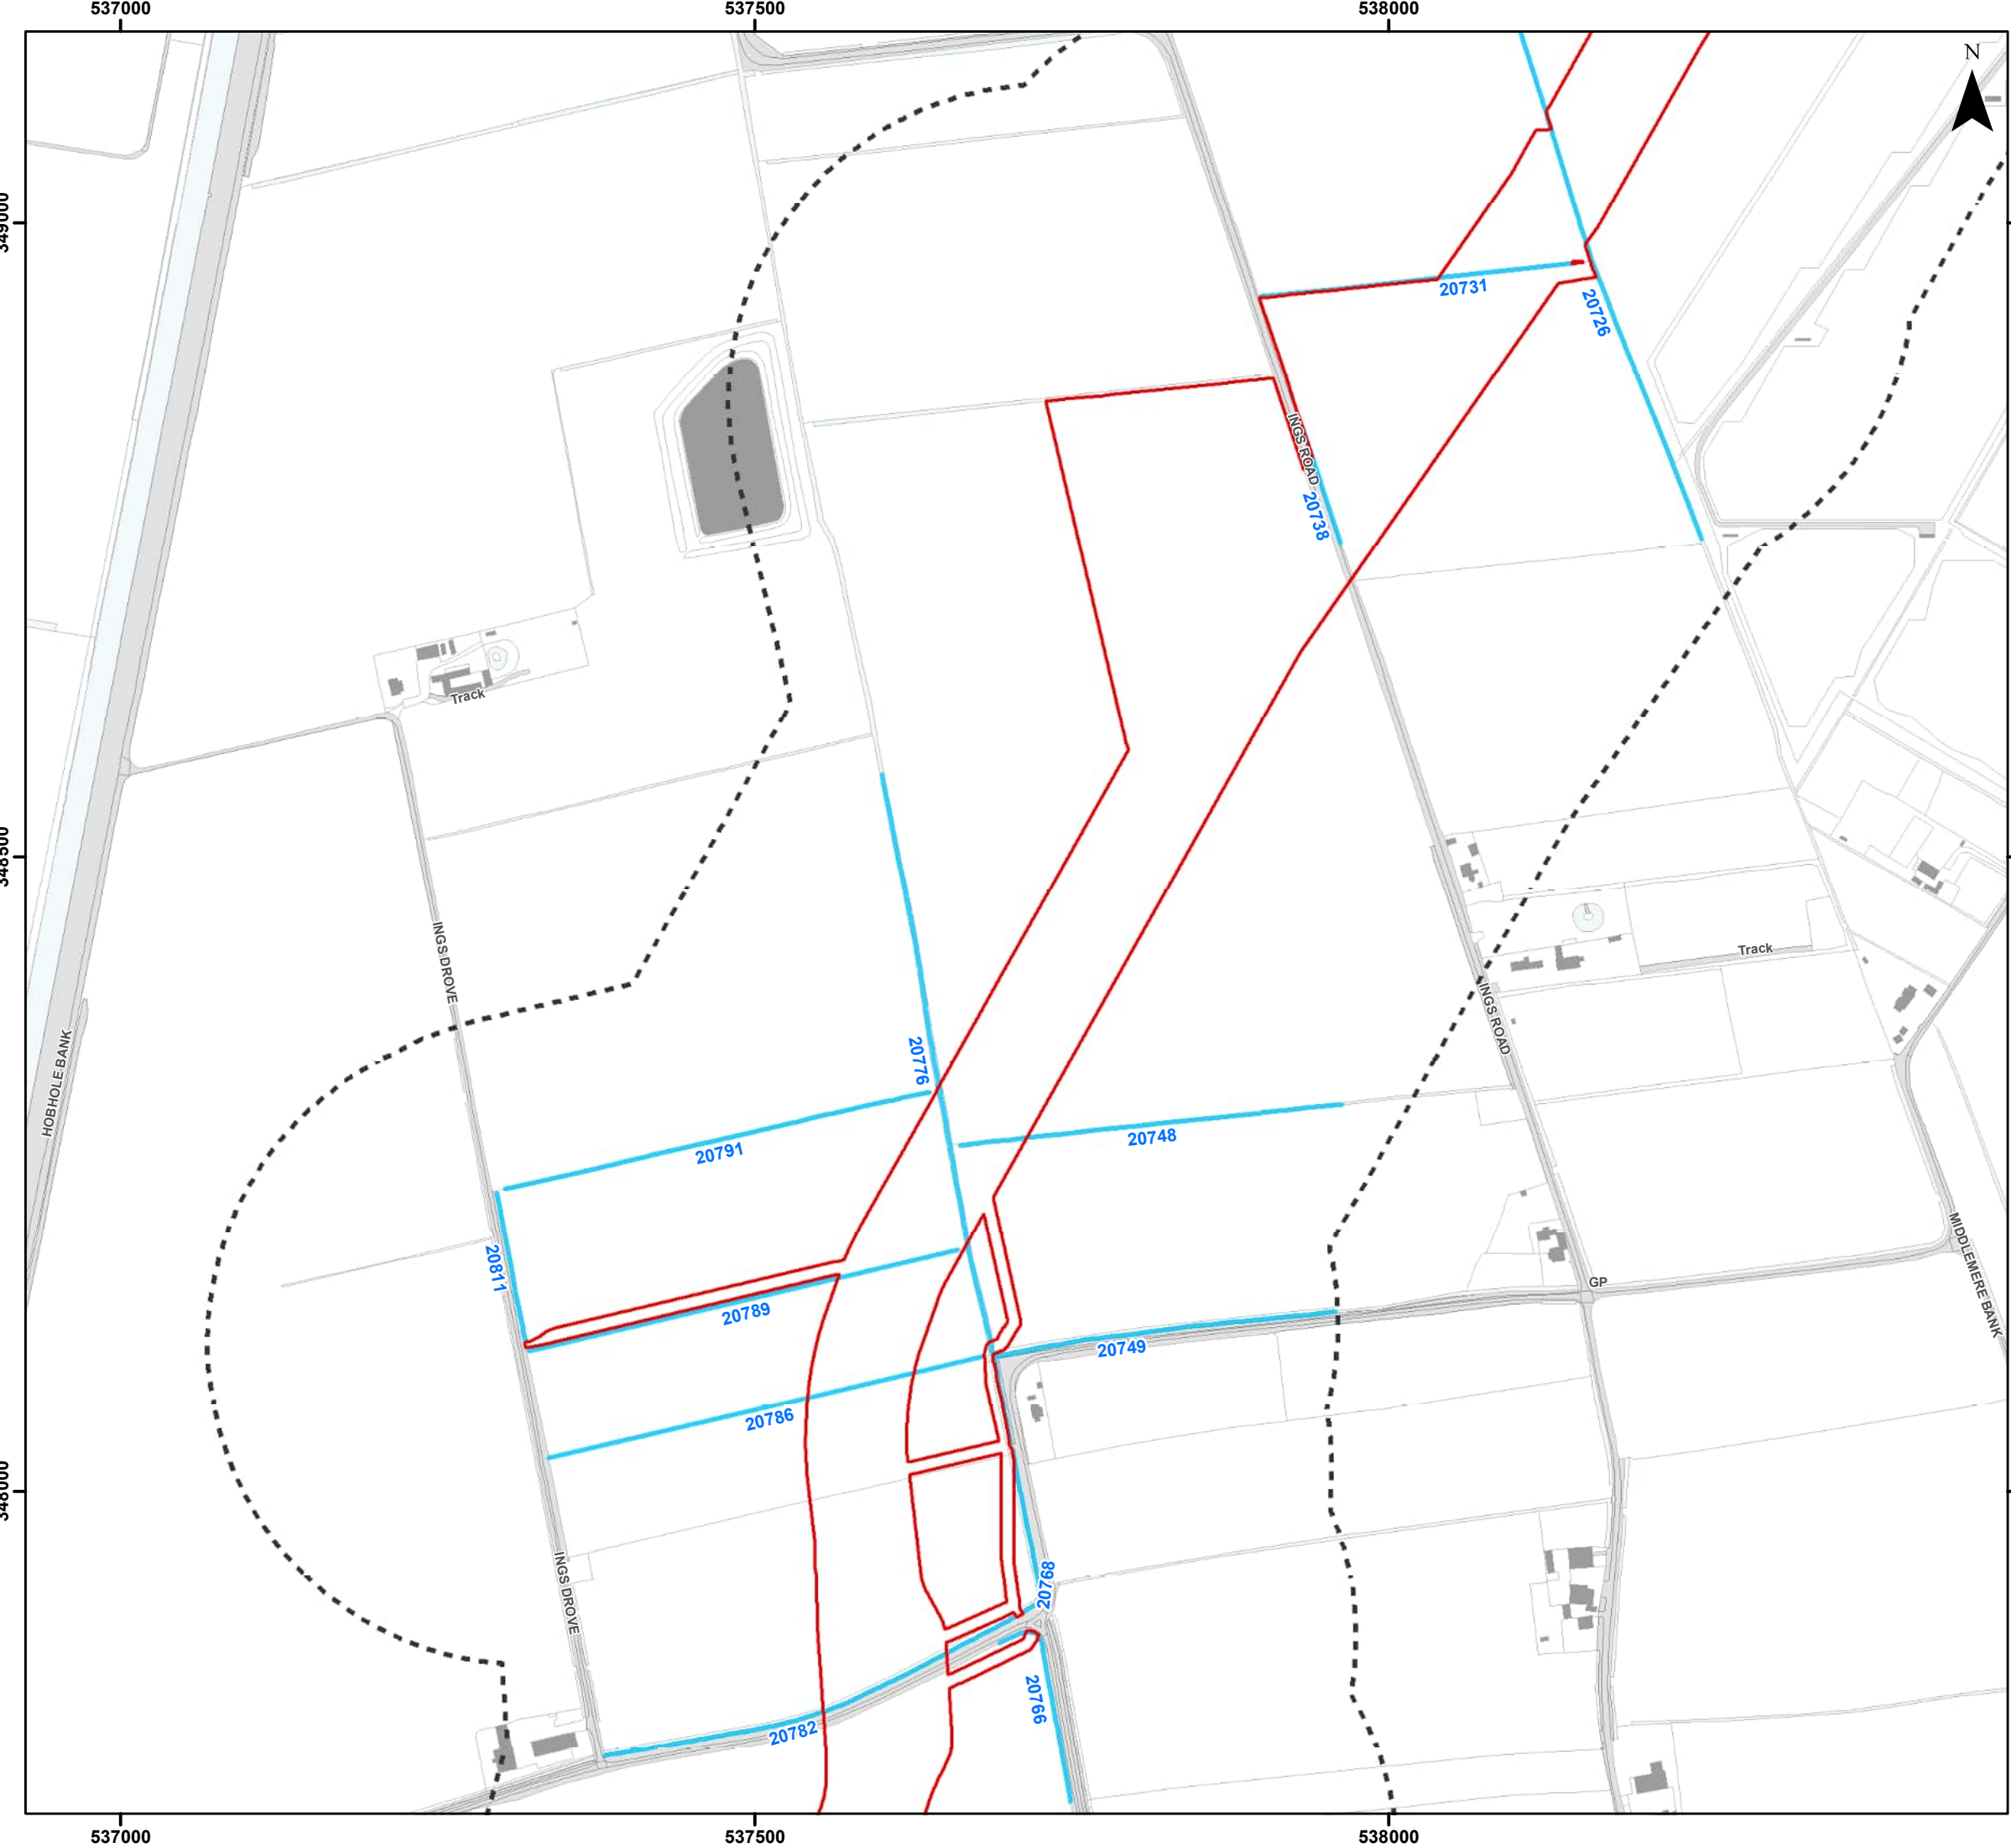 537000
537500
538000
N
349000
20731
20726
INGS ROAD
20738
Track
348500
INGS DROVE
Track
INGS ROAD
HOBHOLE BANK
20776
20748
20791
MIDDLEMERE BANK
20811
GP
20789
20749
20786
348000
INGS DROVE
20768
20766
20782
537000
537500
538000